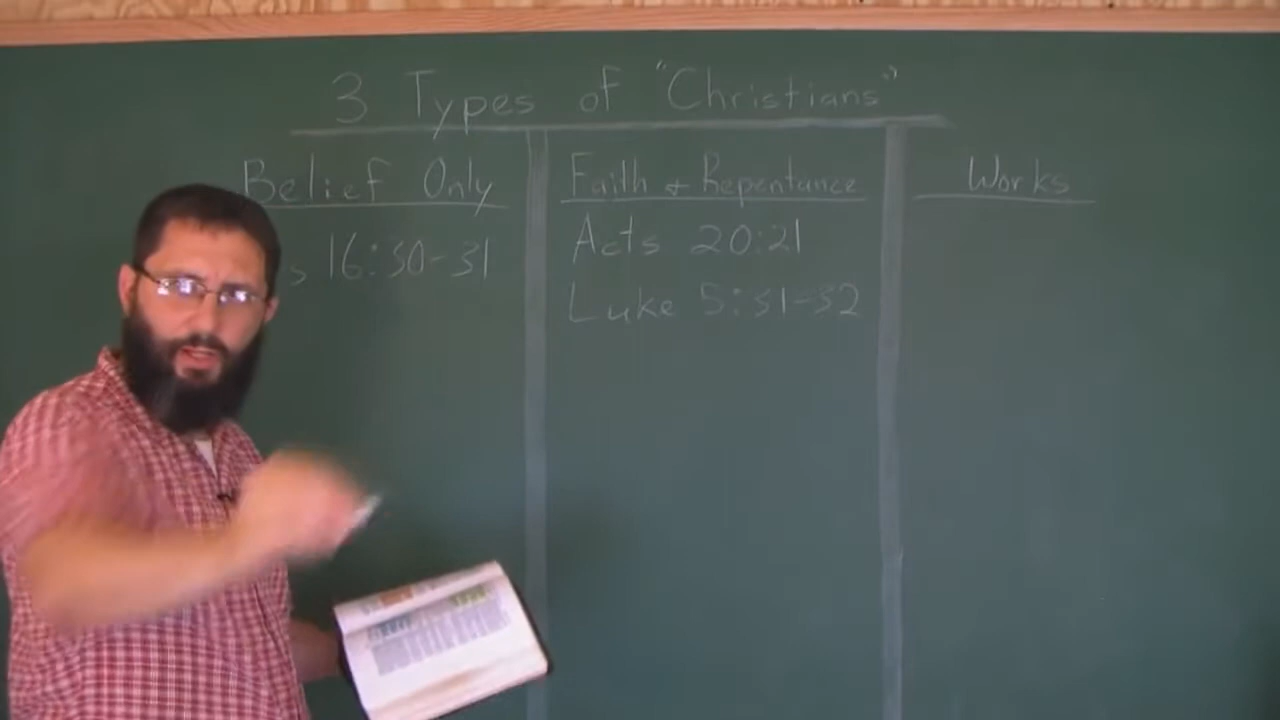 3 Types of "Christians"
Belief Only
Faith & Repentance
Works
16:30-31
Acts 20:21
Luke 5:31-32